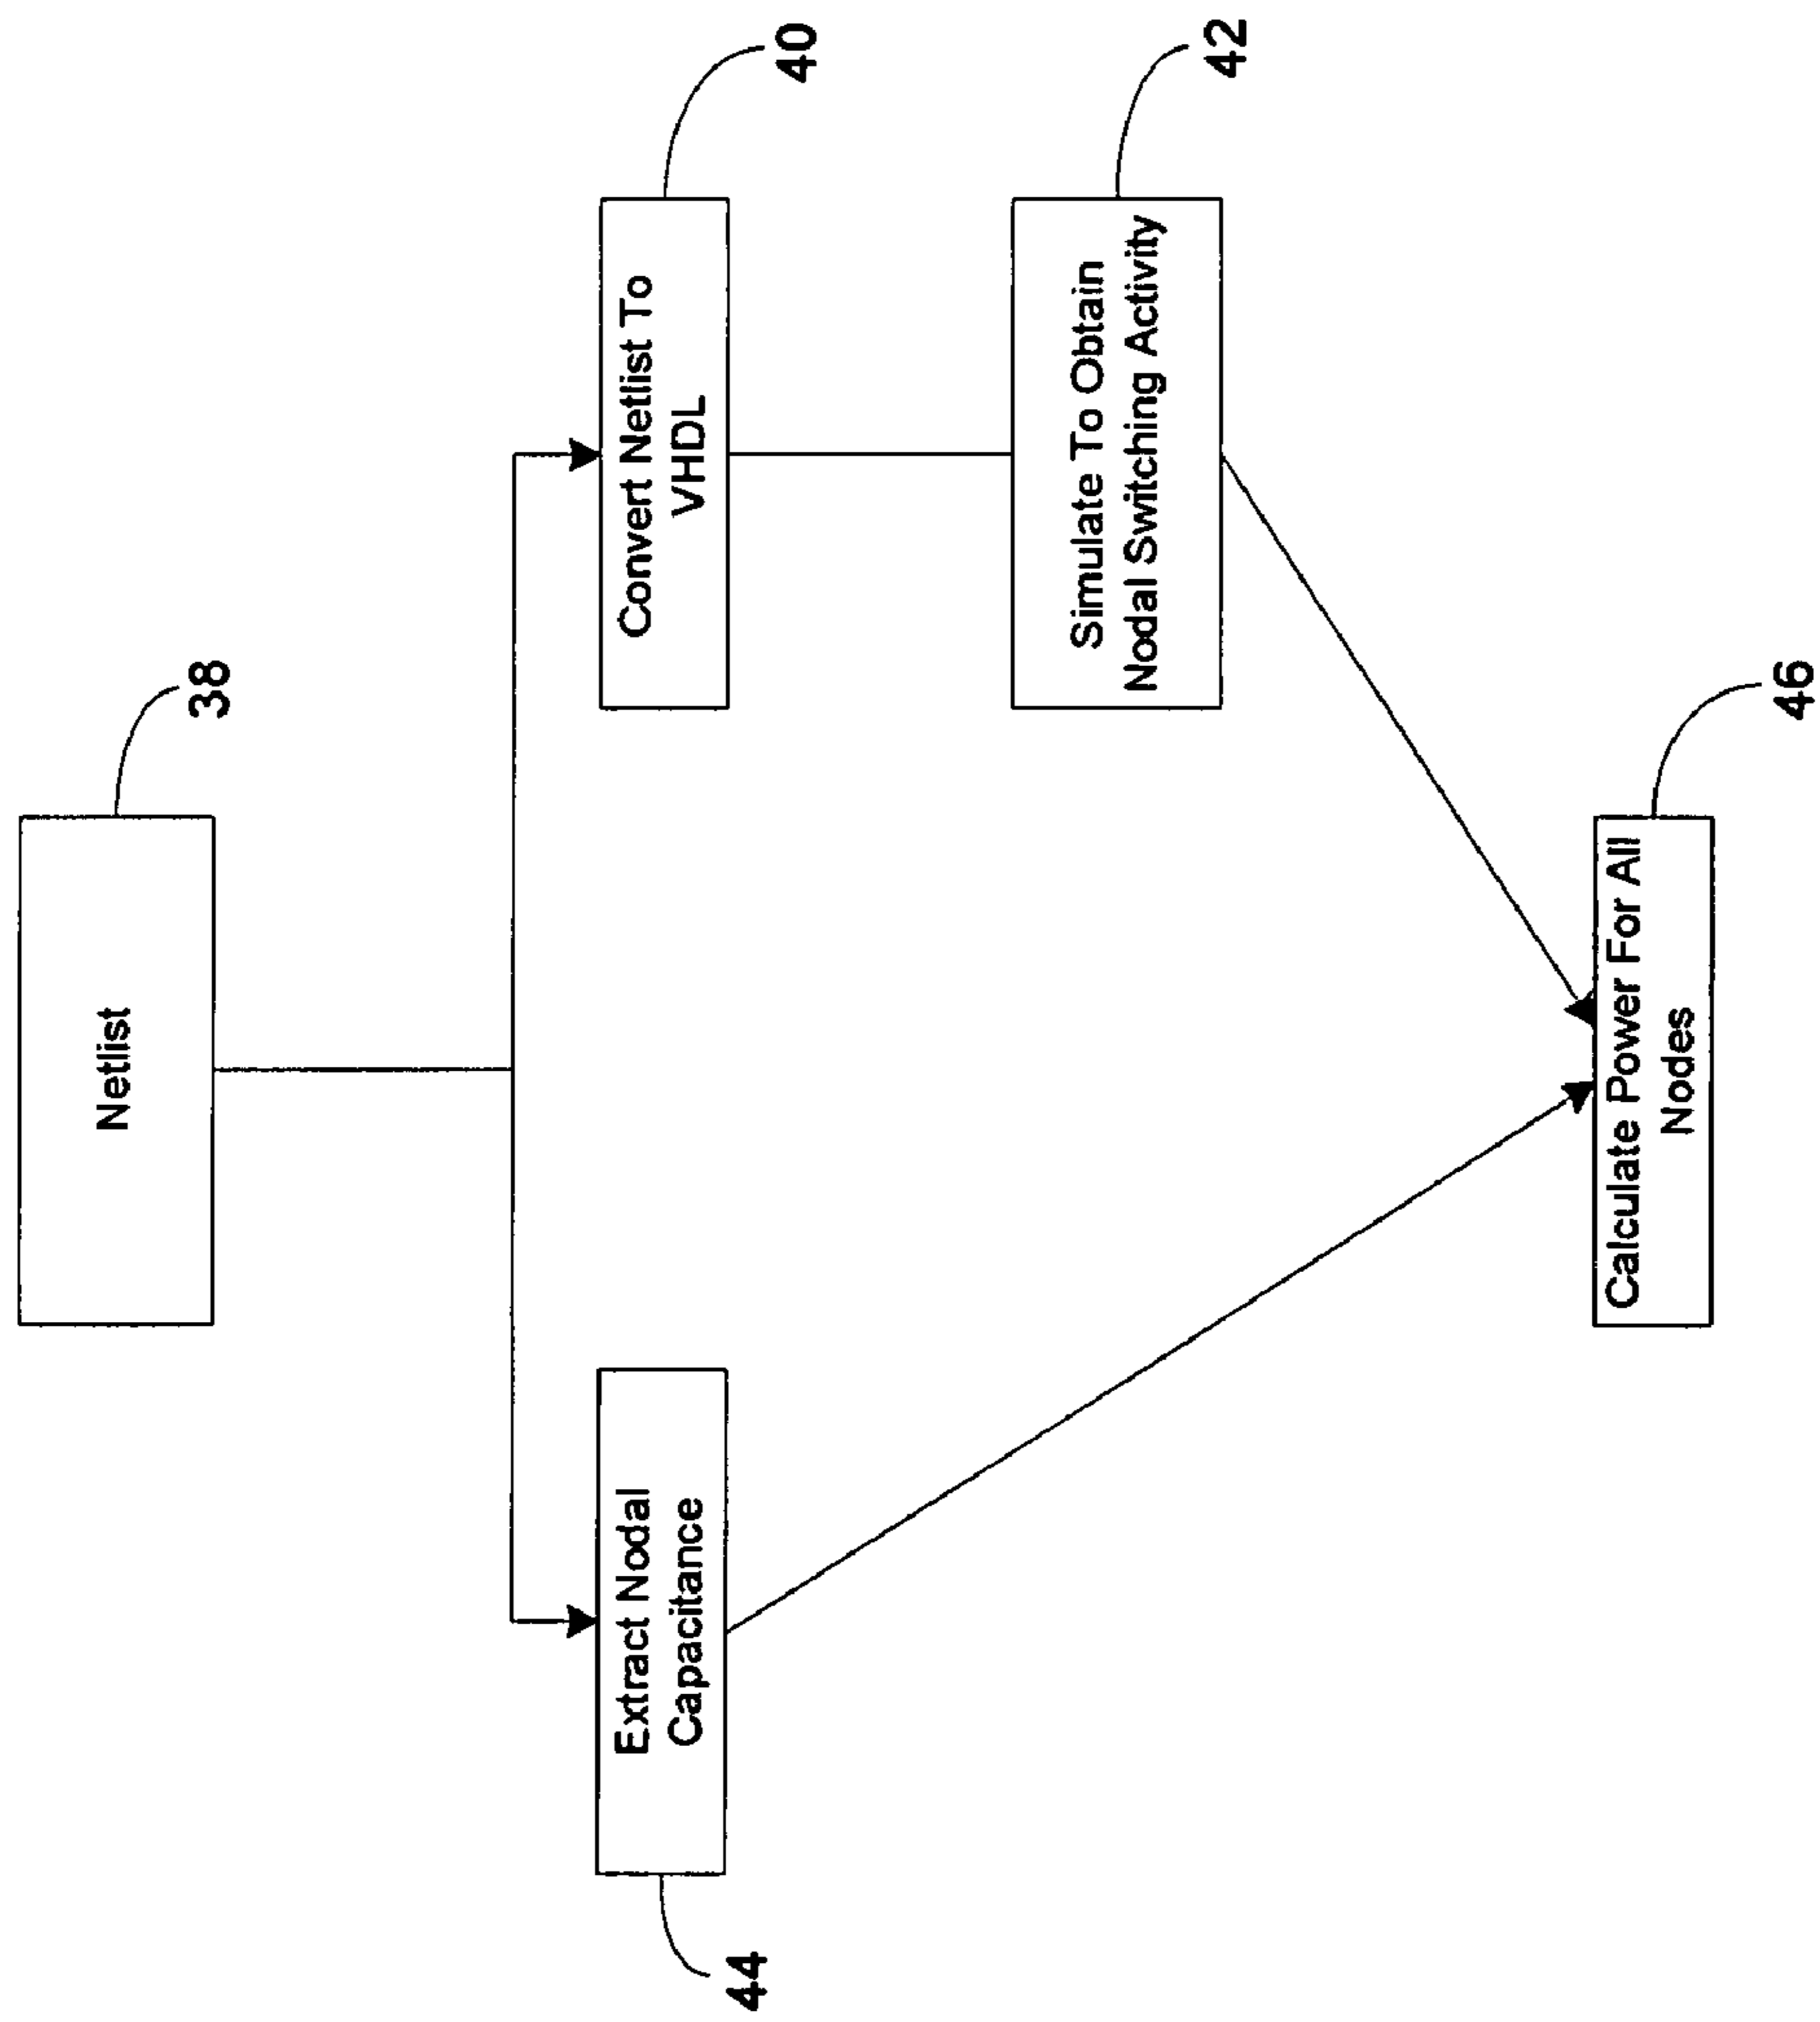 Netlist
38
Extract Nodal
Capacitance
44
Convert Netlist To
VHDL
40
Simulate To Obtain
Nodal Switching Activity
42
Calculate Power For All
Nodes
46